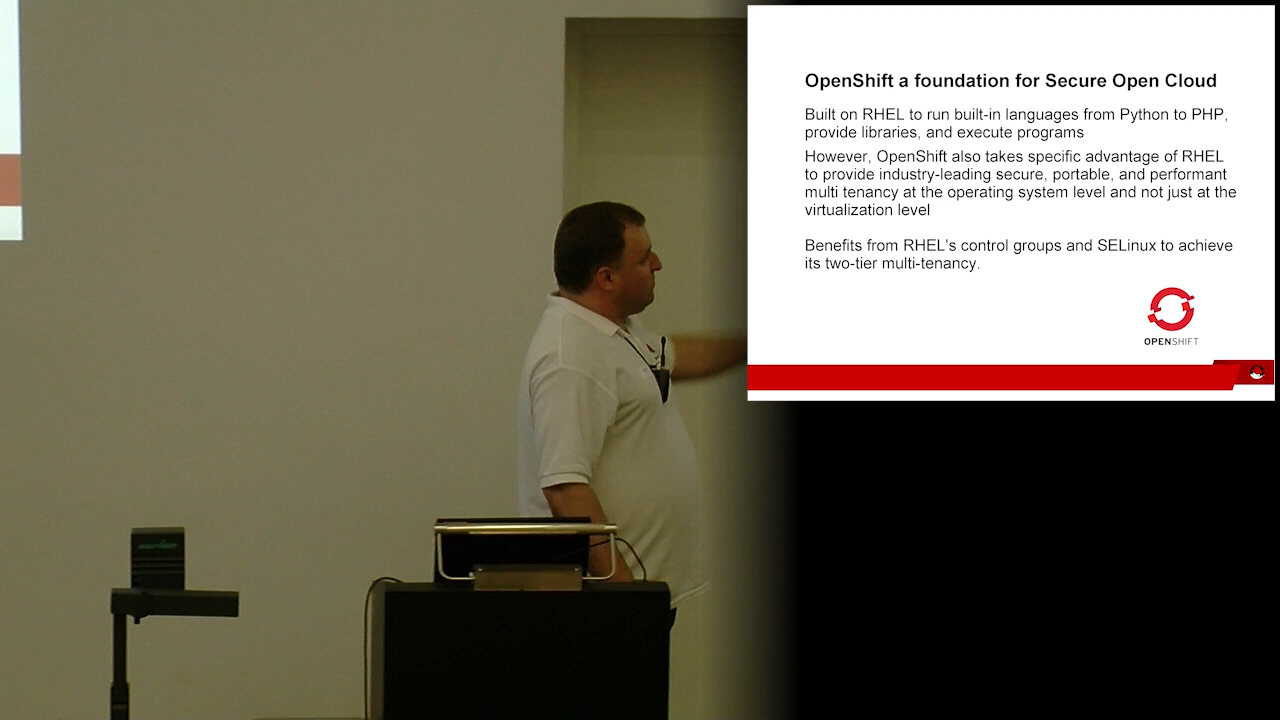 OpenShift a foundation for Secure Open Cloud
Built on RHEL to run built-in languages from Python to PHP,
provide libraries, and execute programs
However, OpenShift also takes specific advantage of RHEL
to provide industry-leading secure, portable, and performant
multi tenancy at the operating system level and not just at the
virtualization level
Benefits from RHEL's control groups and SELinux to achieve
its two-tier multi-tenancy.
OPENSHIFT